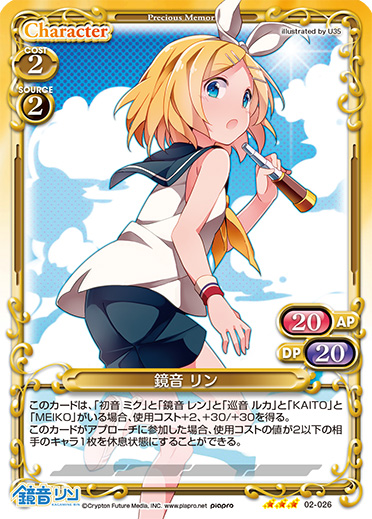 Precious Memor
Character
illustrated by U35
COST
2
SOURCE
2
20 AP
DP 20
鏡音 リン
このカードは、「初音 ミク」と「鏡音 レン」と「巡音 ルカ」と「KAITO」と
「MEIKO」がいる場合、使用コスト+2、+30/+30を得る。
このカードがアプローチに参加した場合、使用コストの値が2以下の相
手のキャラ1枚を休息状態にすることができる。
鏡音 リン
KAGAMINE RIN
©Crypton Future Media, INC. www.piapro.net piapro
★★★ 02-026